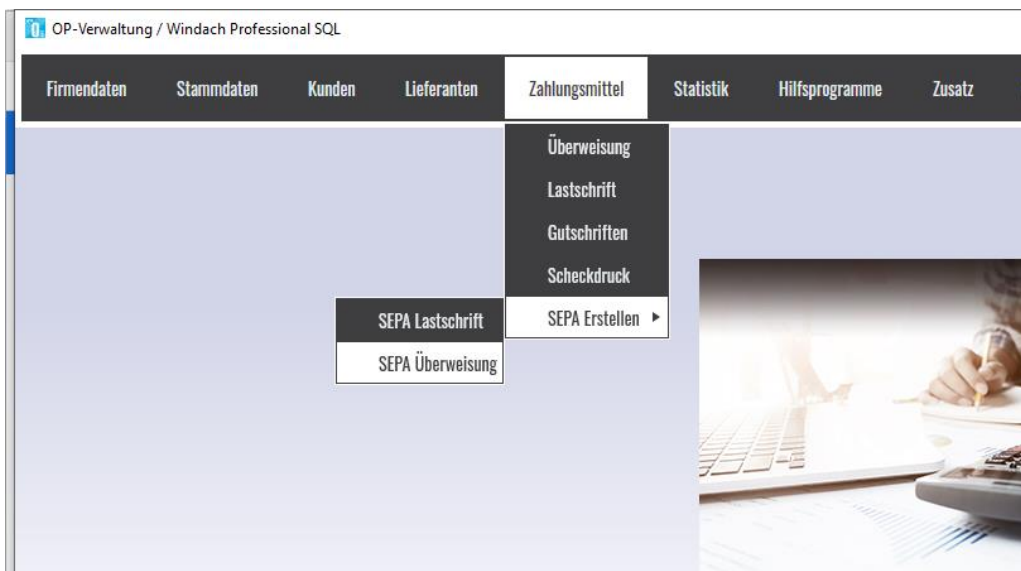 OP-Verwaltung / Windach Professional SQL
Firmendaten Stammdaten Kunden Lieferanten Zahlungsmittel Statistik Hilfsprogramme Zusatz
Überweisung
Lastschrift
Gutschriften
Scheckdruck
SEPA Erstellen
SEPA Lastschrift
SEPA Überweisung